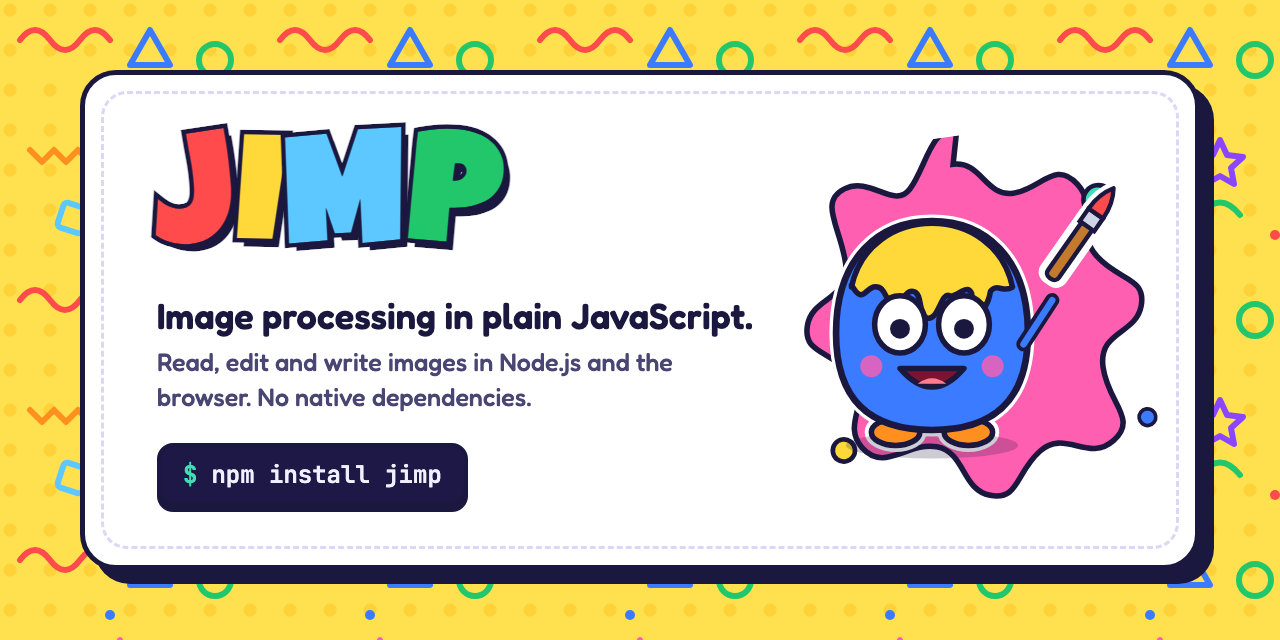 JIMP
Image processing in plain JavaScript.
Read, edit and write images in Node.js and the
browser. No native dependencies.
$ npm install jimp